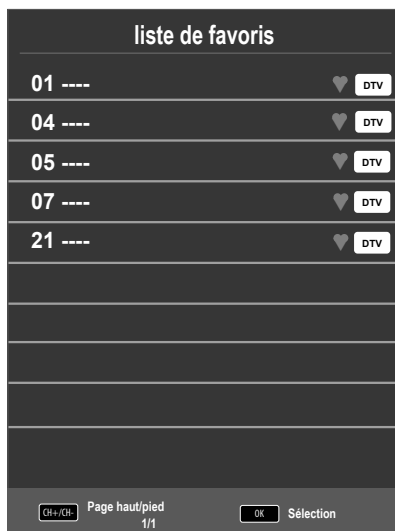 liste de favoris
01 ---- DTV
04 ---- DTV
05 ---- DTV
07 ---- DTV
21 ---- DTV
CH+/CH- Page haut/pied OK Sélection
1/1